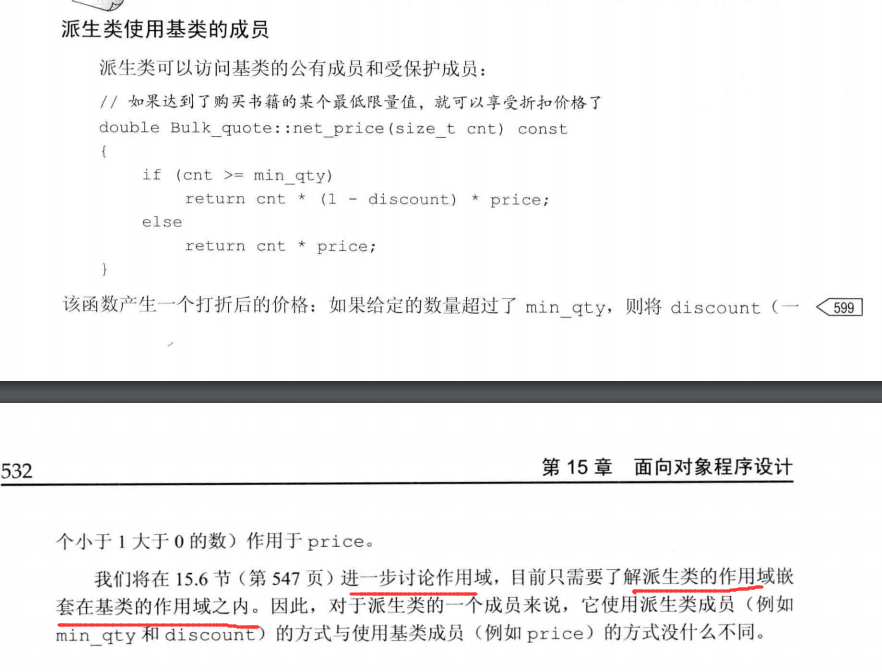 派生类使用基类的成员
派生类可以访问基类的公有成员和受保护成员：
// 如果达到了购买书籍的某个最低限量值，就可以享受折扣价格了
double Bulk_quote::net_price(size_t cnt) const
{
if (cnt >= min_qty)
return cnt * (1 - discount) * price;
else
return cnt * price;
}
该函数产生一个打折后的价格：如果给定的数量超过了 min_qty，则将 discount（一
599
532
第 15 章 面向对象程序设计
个小于 1 大于 0 的数）作用于 price。
我们将在 15.6 节（第 547 页）进一步讨论作用域，目前只需要了解派生类的作用域嵌
套在基类的作用域之内。因此，对于派生类的一个成员来说，它使用派生类成员（例如
min_qty 和 discount）的方式与使用基类成员（例如 price）的方式没什么不同。